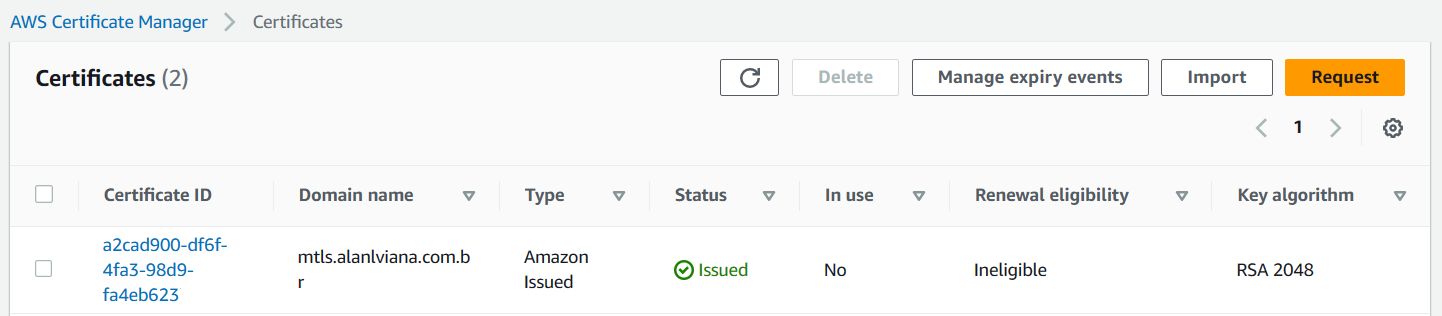 AWS Certificate Manager > Certificates
Certificates (2)
Delete
Manage expiry events
Import
Request
1
Certificate ID
Domain name
Type
Status
In use
Renewal eligibility
Key algorithm
a2cad900-df6f-
4fa3-98d9-
fa4eb623
mtls.alanlviana.com.b
r
Amazon
Issued
Issued
No
Ineligible
RSA 2048